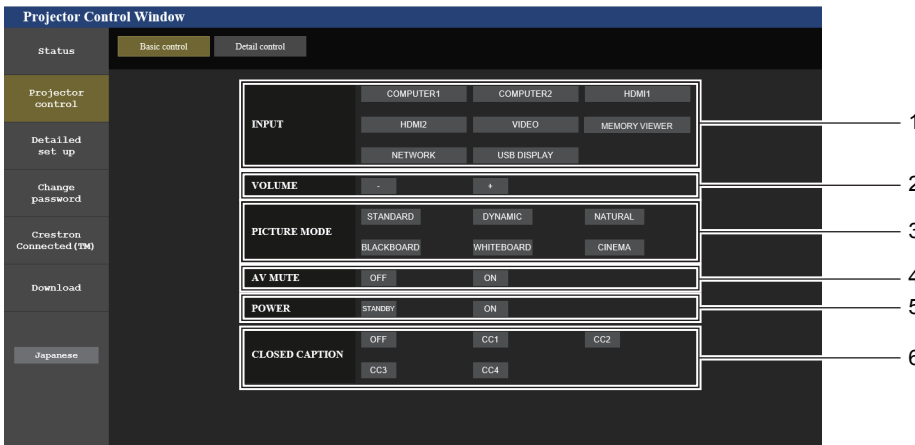 Projector Control Window
Status
Basic control
Detail control
Projector
control
Detailed
set up
Change
password
Crestron
Connected(TM)
Download
Japanese
INPUT
COMPUTER1 COMPUTER2 HDMI1
HDMI2 VIDEO MEMORY VIEWER
NETWORK USB DISPLAY
1
VOLUME - +
2
PICTURE MODE
STANDARD DYNAMIC NATURAL
BLACKBOARD WHITEBOARD CINEMA
3
AV MUTE OFF ON
4
POWER STANDBY ON
5
CLOSED CAPTION
OFF CC1 CC2
CC3 CC4
6